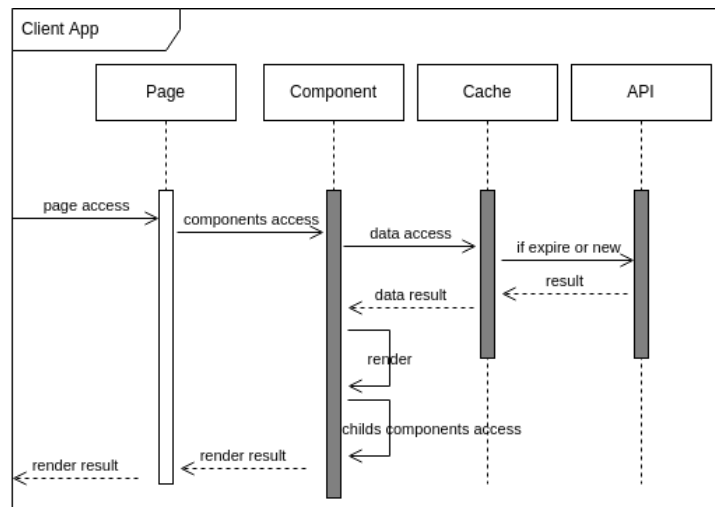 Client App
Page
Component
Cache
API
page access
components access
data access
if expire or new
result
data result
render
childs components access
render result
render result